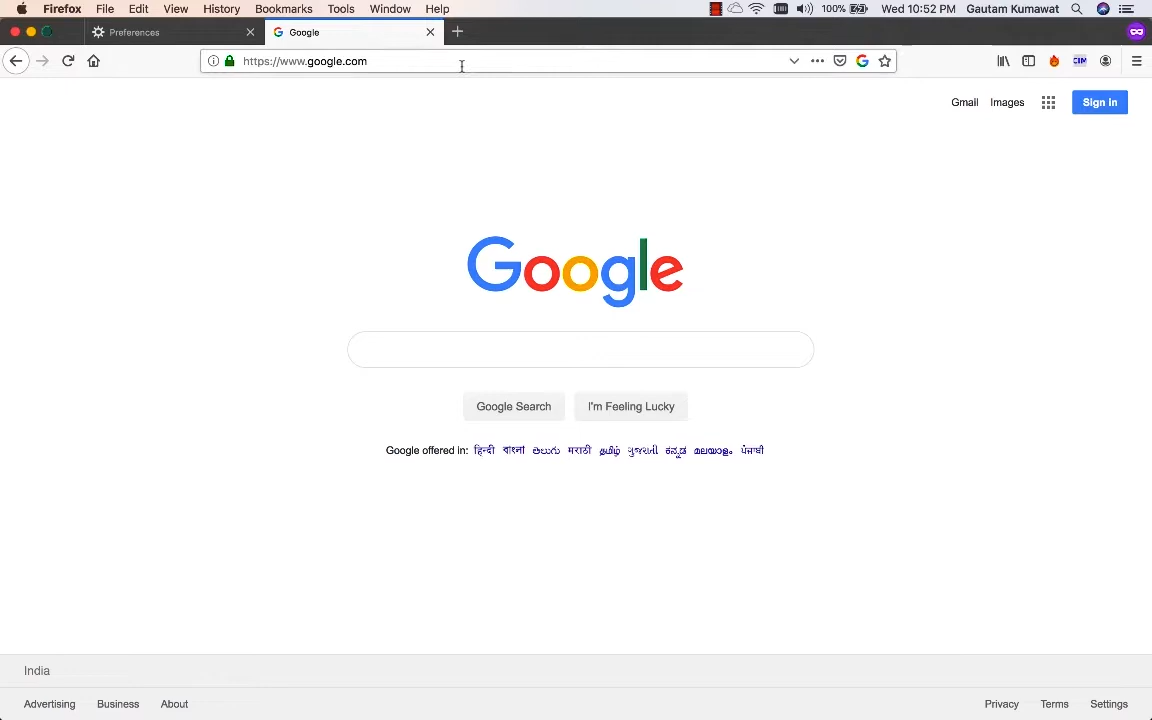 Firefox File Edit View History Bookmarks Tools Window Help 100% Wed 10:52 PM Gautam Kumawat
Preferences Google
https://www.google.com CIM
Gmail Images Sign in
Google
Google Search I'm Feeling Lucky
Google offered in: हिन्दी বাংলা తెలుగు मराठी தமிழ் ગુજરાતી ಕನ್ನಡ മലയാളം ਪੰਜਾਬੀ
India
Advertising Business About Privacy Terms Settings